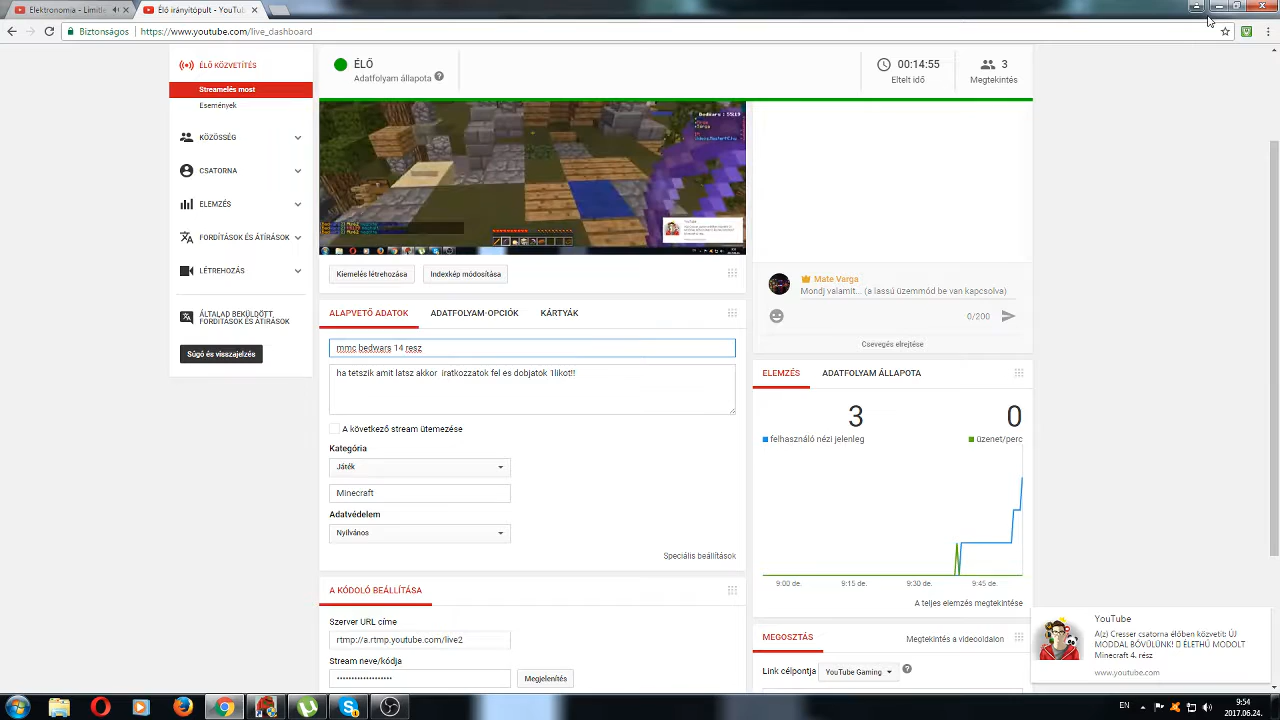 Elektronomia - Limitle
Élő irányítópult - YouTu
Biztonságos
https://www.youtube.com/live_dashboard
ÉLŐ KÖZVETÍTÉS
Streamelés most
Események
KÖZÖSSÉG
CSATORNA
ELEMZÉS
FORDÍTÁSOK ÉS ÁTÍRÁSOK
LÉTREHOZÁS
ÁLTALAD BEKÜLDÖTT
FORDÍTÁSOK ÉS ÁTÍRÁSOK
Súgó és visszajelzés
ÉLŐ
Adatfolyam állapota
00:14:55
Eltelt idő
3
Megtekintés
Kiemelés létrehozása
Indexkép módosítása
ALAPVETŐ ADATOK
ADATFOLYAM-OPCIÓK
KÁRTYÁK
mmc bedwars 14 resz
ha tetszik amit latsz akkor iratkozzatok fel és dobjatok 1likot!!
A következő stream ütemezése
Kategória
Játék
Minecraft
Adatvédelem
Nyilvános
Speciális beállítások
A KÓDOLÓ BEÁLLÍTÁSA
Szerver URL címe
rtmp://a.rtmp.youtube.com/live2
Stream neve/kódja
Megjelenítés
Mate Varga
Mondj valamit... (a lassú üzemmód be van kapcsolva)
0/200
Csevegés elrejtése
ELEMZÉS
ADATFOLYAM ÁLLAPOTA
3
felhasználó nézi jelenleg
0
üzenet/perc
9:00 de.
9:15 de.
9:30 de.
9:45 de.
A teljes elemzés megtekintése
MEGOSZTÁS
Megtekintés a videooldalon
Link célpontja
YouTube Gaming
YouTube
A(z) Cresser csatorna élőben közvetít: ÚJ
MODDAL BŐVÜLÜNK! ▯ ÉLETHŰ MODOLT
Minecraft 4. rész
www.youtube.com
EN
9:54
2017.06.24.